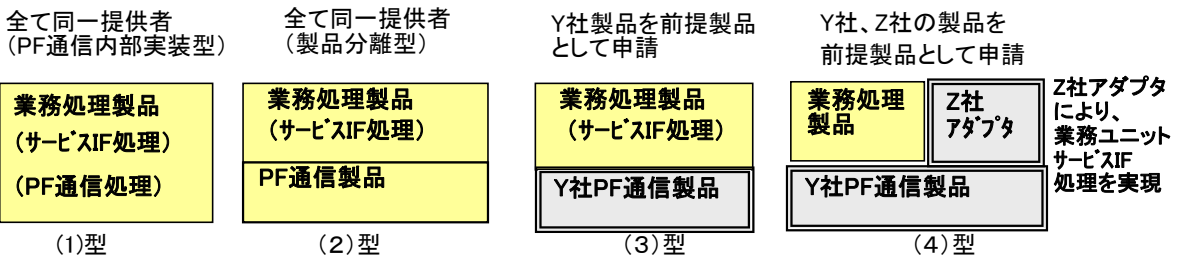 全て同一提供者
(PF通信内部実装型)
業務処理製品
(サービスIF処理)
(PF通信処理)
(1)型
全て同一提供者
(製品分離型)
業務処理製品
(サービスIF処理)
PF通信製品
(2)型
Y社製品を前提製品
として申請
業務処理製品
(サービスIF処理)
Y社PF通信製品
(3)型
Y社、Z社の製品を
前提製品として申請
業務処理
製品
Z社
アダプタ
Y社PF通信製品
Z社アダプタ
により、
業務ユニット
サービスIF
処理を実現
(4)型